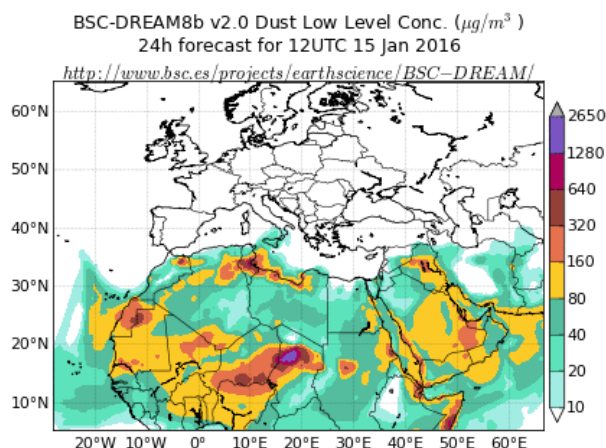 BSC-DREAM8b v2.0 Dust Low Level Conc. (μg/m³ )
24h forecast for 12UTC 15 Jan 2016
http://www.bsc.es/projects/earthscience/BSC−DREAM/
60°N
50°N
40°N
30°N
20°N
10°N
20°W 10°W 0° 10°E 20°E 30°E 40°E 50°E 60°E
2650
1280
640
320
160
80
40
20
10